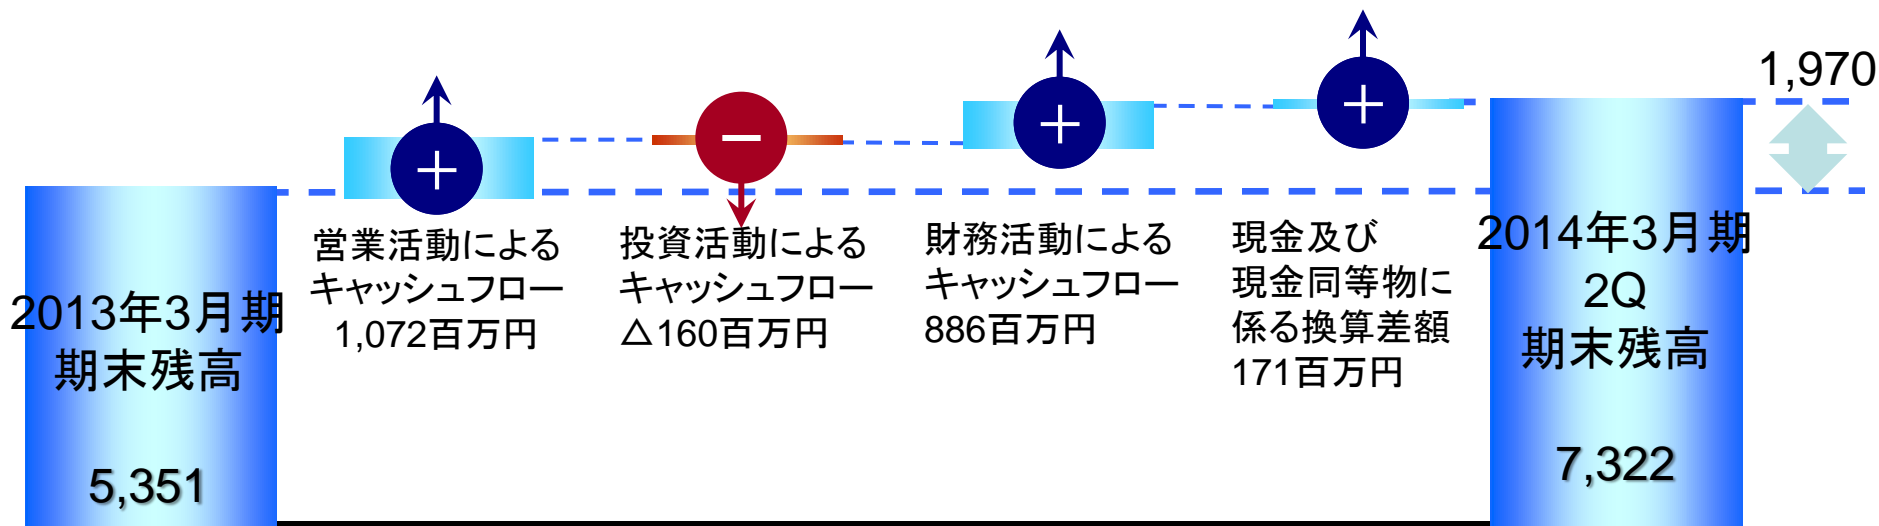 2013年3月期
期末残高
5,351
営業活動による
キャッシュフロー
1,072百万円
投資活動による
キャッシュフロー
△160百万円
財務活動による
キャッシュフロー
886百万円
現金及び
現金同等物に
係る換算差額
171百万円
2014年3月期
2Q
期末残高
7,322
1,970